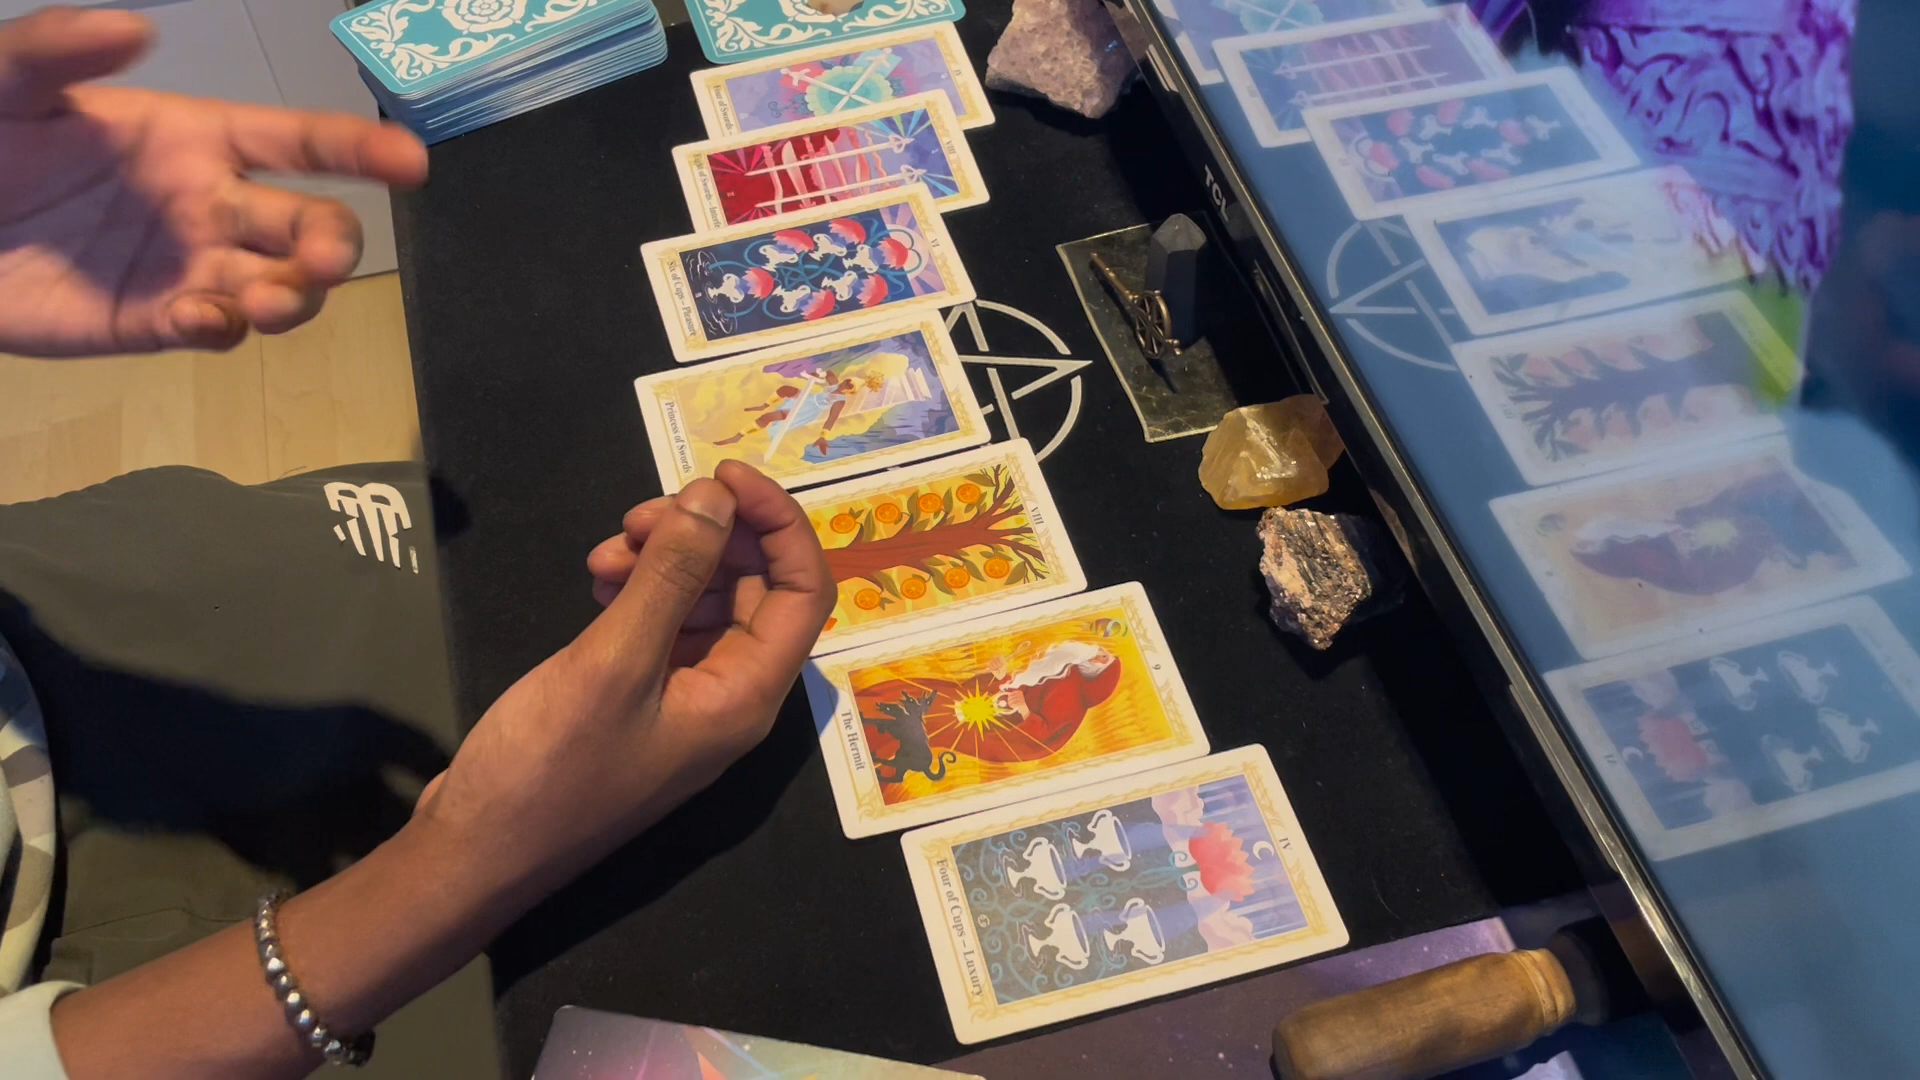 IV
Four of Swords
VIII
Eight of Swords –
VI
Six of Cups – Pleasure
Princess of Swords
VIII
9
The Hermit
IV
Four of Cups – Luxury
TCL